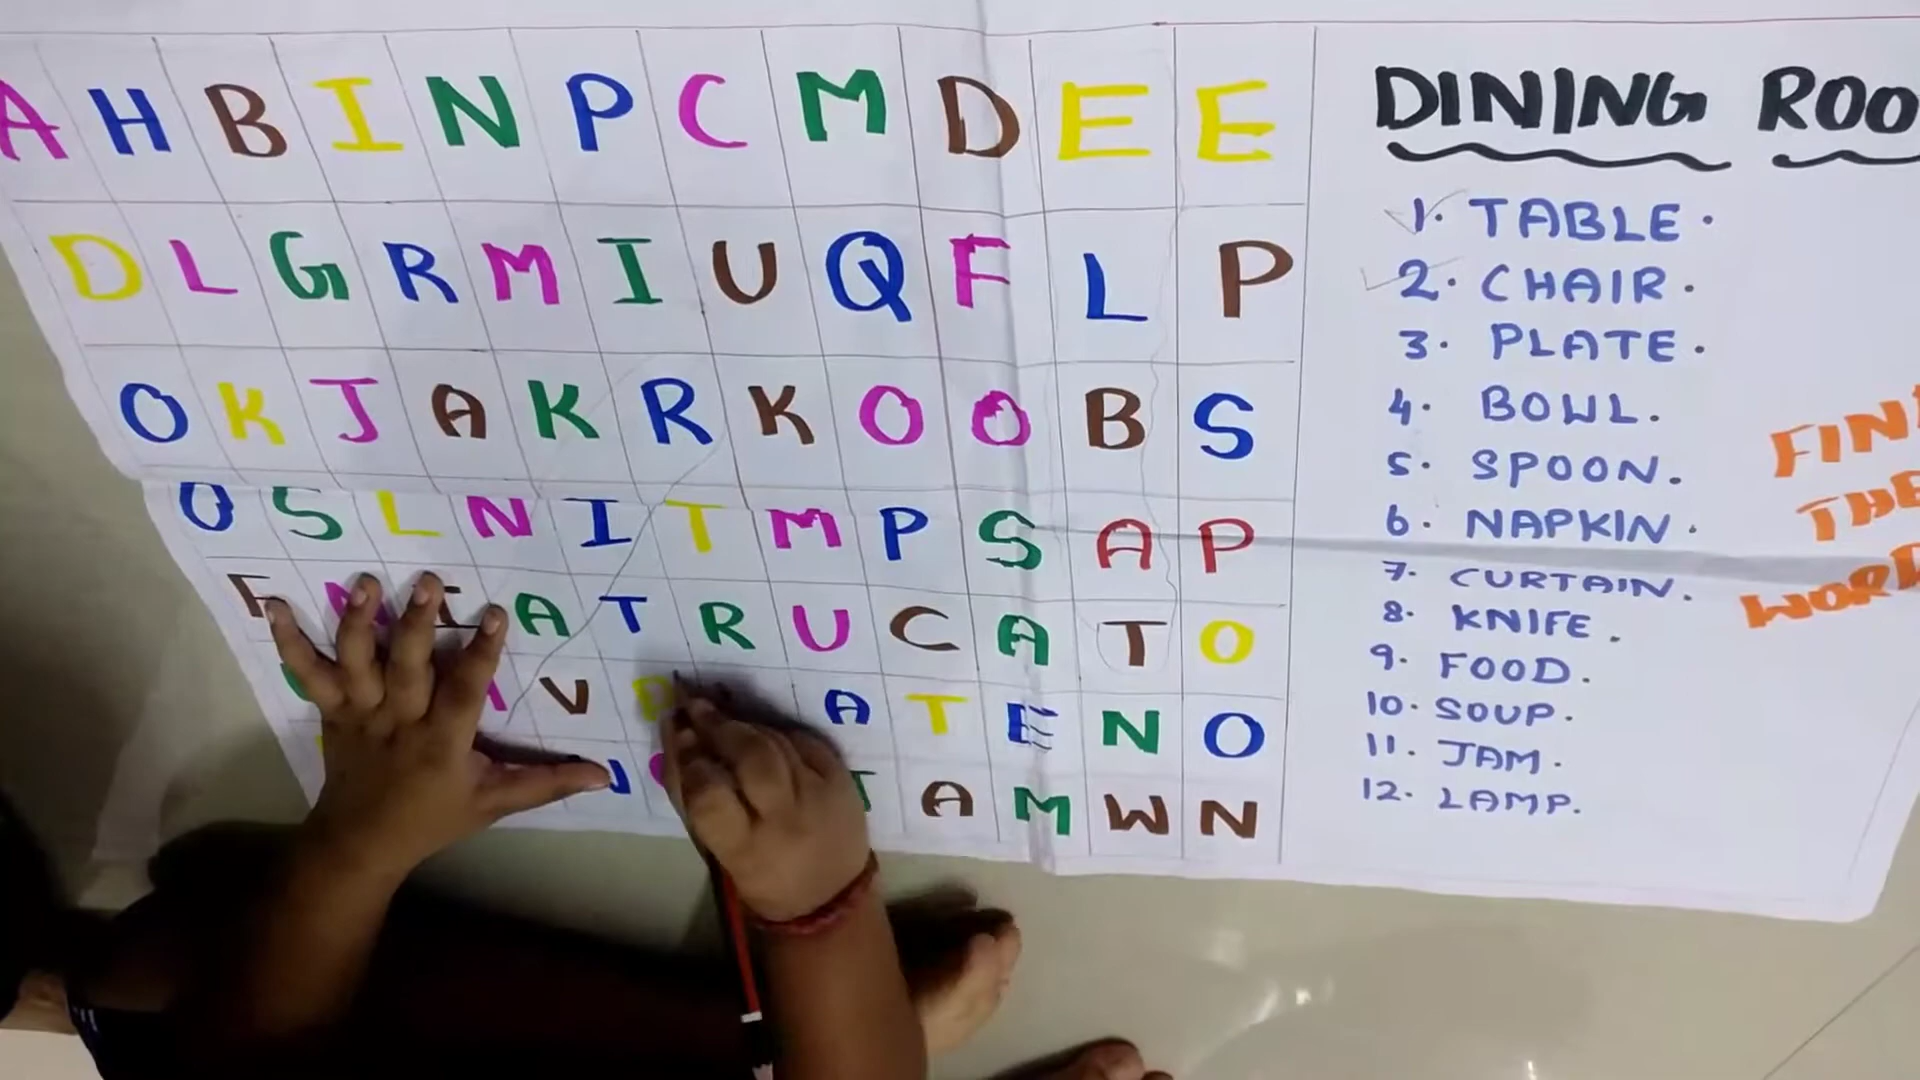 A H B I N P C M D E E
D L G R M I U Q F L P
O K J A K R K O O B S
O S L N I T M P S A P
F N I A T R U C A T O
V D A T E N O
N T A M W N
DINING ROO
1. TABLE.
2. CHAIR.
3. PLATE.
4. BOWL.
5. SPOON.
6. NAPKIN.
7. CURTAIN.
8. KNIFE.
9. FOOD.
10. SOUP.
11. JAM.
12. LAMP.
FIN
THE
WOR